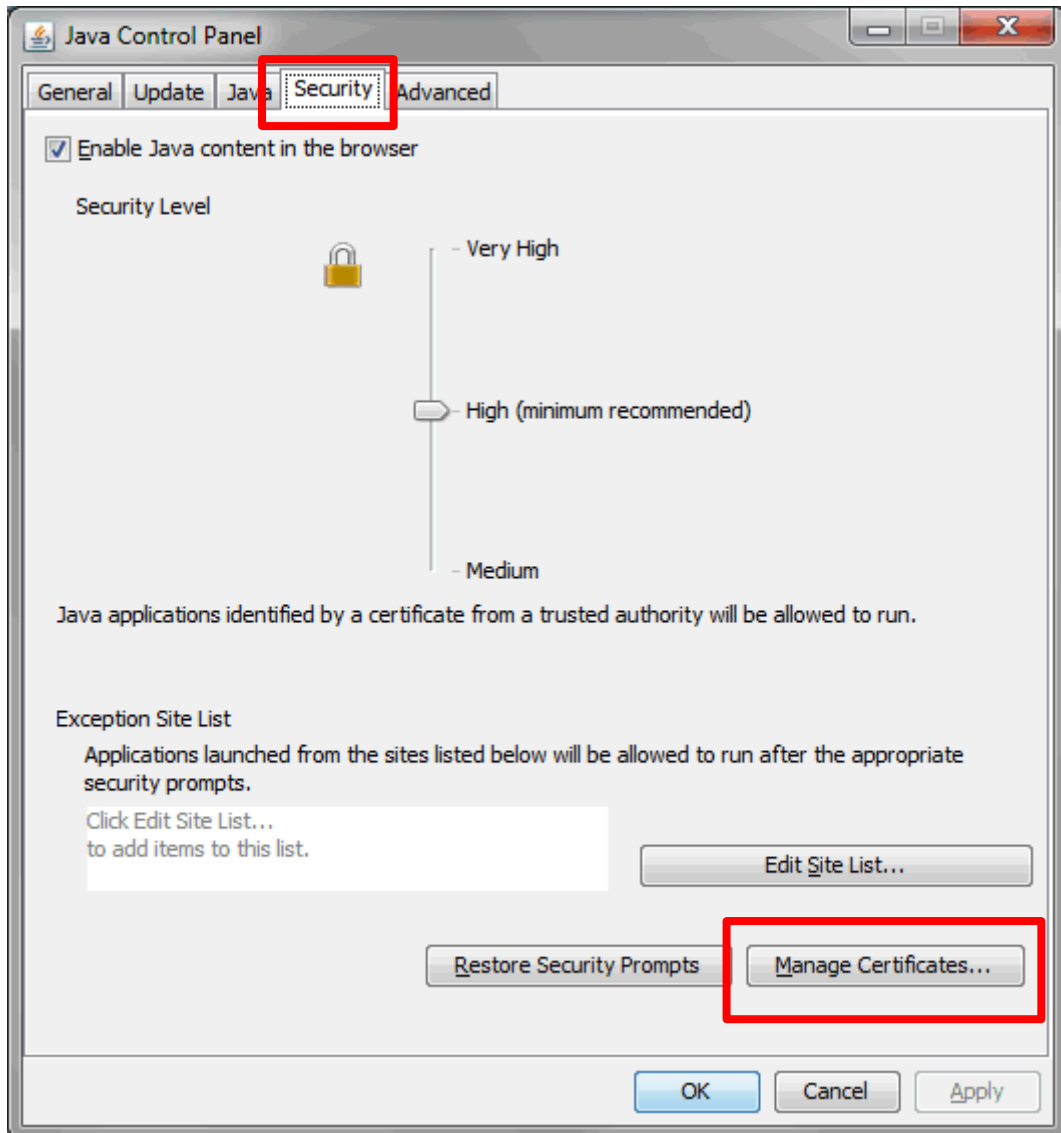 Java Control Panel
General
Update
Java
Security
Advanced
Enable Java content in the browser
Security Level
Very High
High (minimum recommended)
Medium
Java applications identified by a certificate from a trusted authority will be allowed to run.
Exception Site List
Applications launched from the sites listed below will be allowed to run after the appropriate
security prompts.
Click Edit Site List...
to add items to this list.
Edit Site List...
Restore Security Prompts
Manage Certificates...
OK
Cancel
Apply